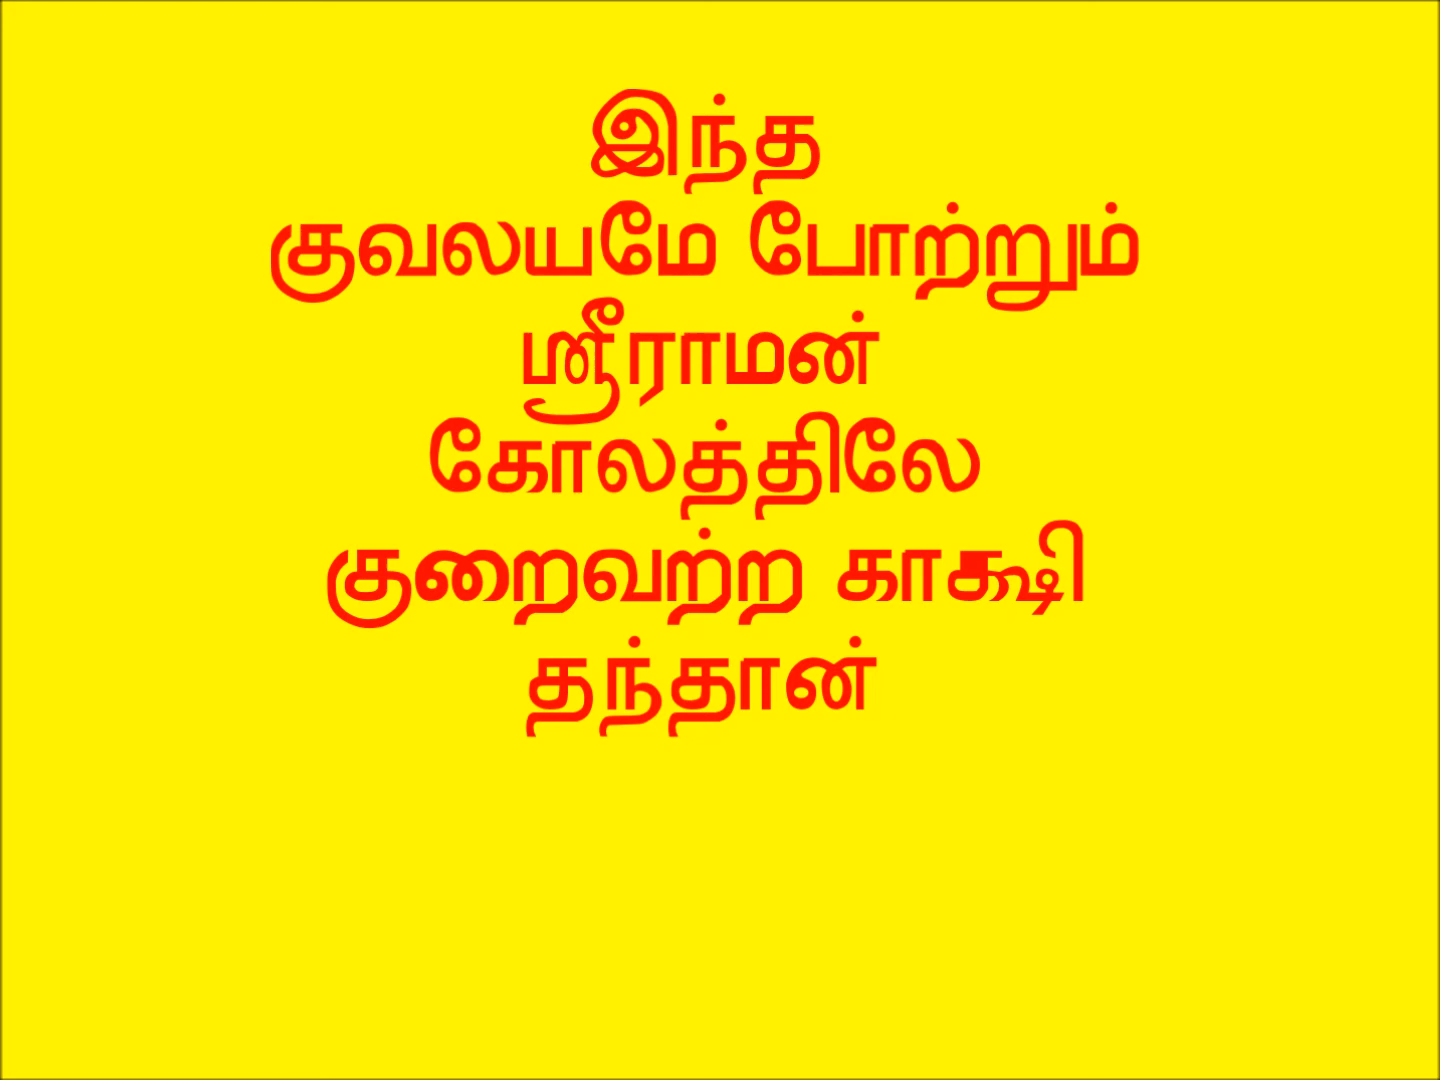 இந்த
குவலயமே போற்றும்
ஸ்ரீராமன்
கோலத்திலே
குறைவற்ற காக்ஷி
தந்தான்